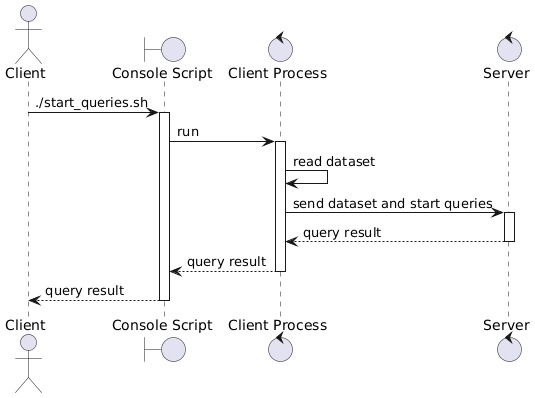 Client
Console Script
Client Process
Server
./start_queries.sh
run
read dataset
send dataset and start queries
query result
query result
query result
Client
Console Script
Client Process
Server